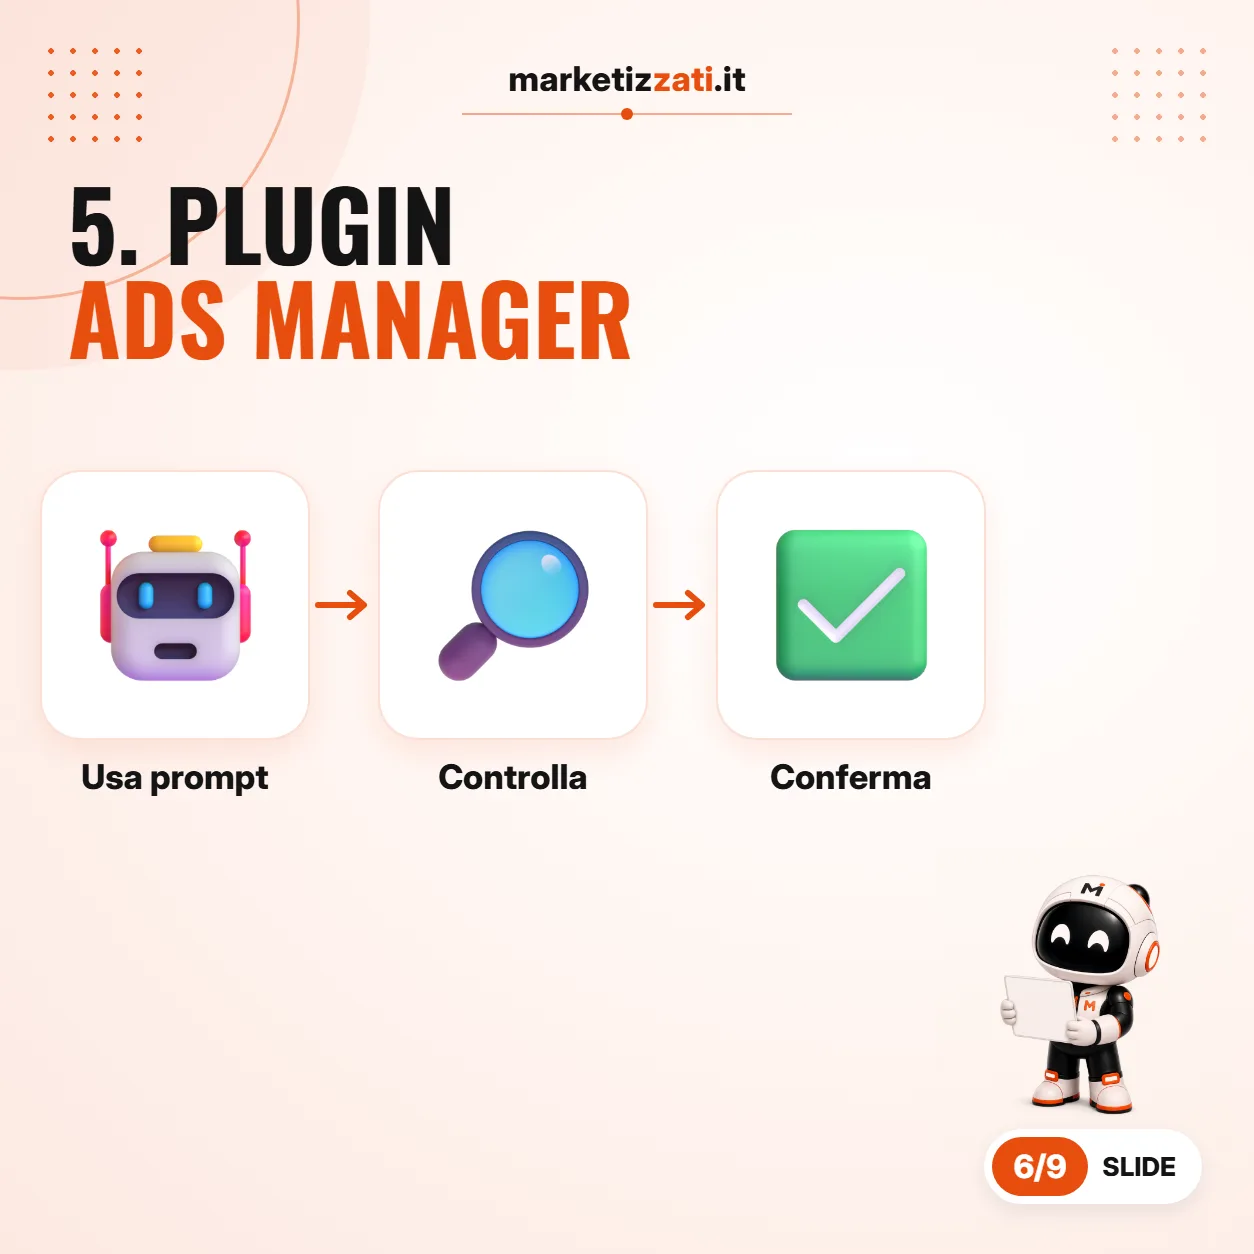 marketizzati.it
5. PLUGIN
ADS MANAGER
Usa prompt
Controlla
Conferma
M
M
6/9 SLIDE